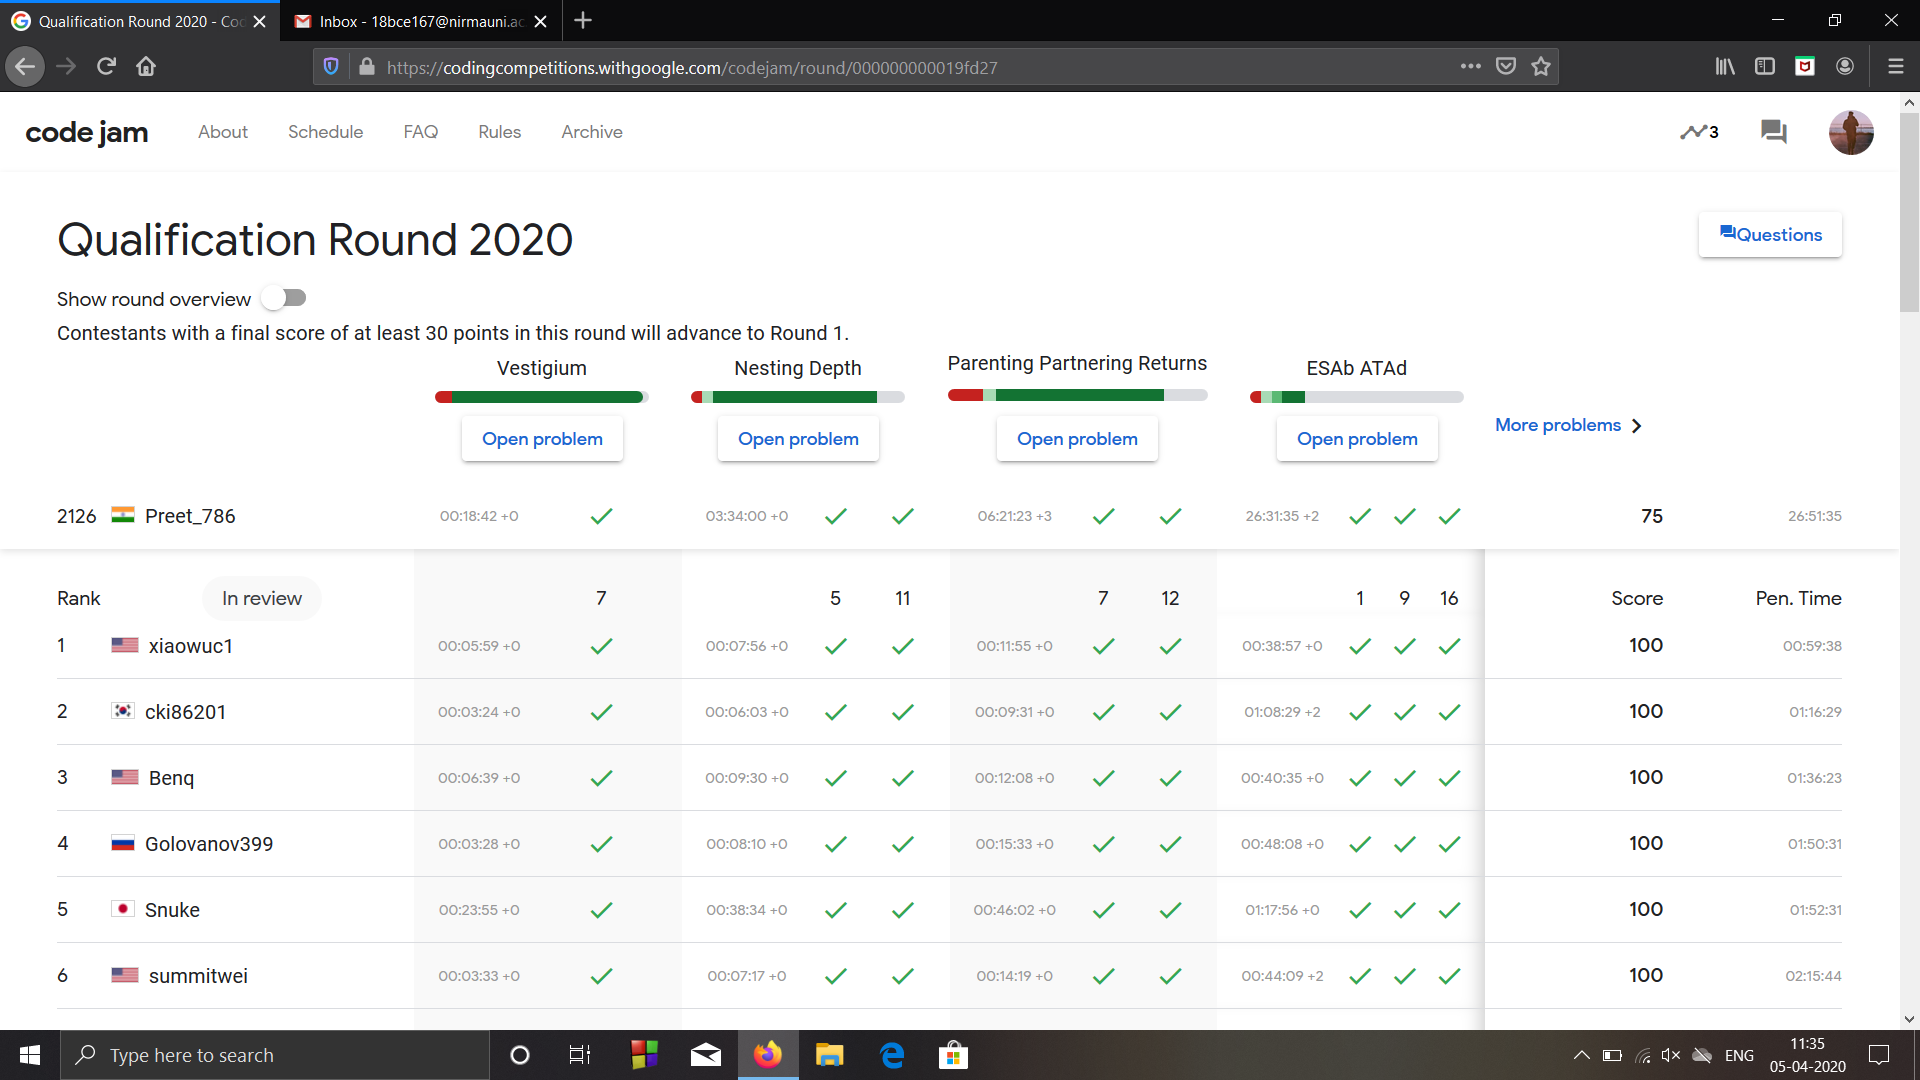 Qualification Round 2020 - Cod
Inbox - 18bce167@nirmauni.ac
https://codingcompetitions.withgoogle.com/codejam/round/000000000019fd27
code jam About Schedule FAQ Rules Archive 3
Qualification Round 2020
Questions
Show round overview
Contestants with a final score of at least 30 points in this round will advance to Round 1.
Vestigium Nesting Depth Parenting Partnering Returns ESAb ATAd
Open problem Open problem Open problem Open problem More problems
2126 Preet_786 00:18:42 +0 03:34:00 +0 06:21:23 +3 26:31:35 +2 75 26:51:35
Rank In review 7 5 11 7 12 1 9 16 Score Pen. Time
1 xiaowuc1 00:05:59 +0 00:07:56 +0 00:11:55 +0 00:38:57 +0 100 00:59:38
2 cki86201 00:03:24 +0 00:06:03 +0 00:09:31 +0 01:08:29 +2 100 01:16:29
3 Benq 00:06:39 +0 00:09:30 +0 00:12:08 +0 00:40:35 +0 100 01:36:23
4 Golovanov399 00:03:28 +0 00:08:10 +0 00:15:33 +0 00:48:08 +0 100 01:50:31
5 Snuke 00:23:55 +0 00:38:34 +0 00:46:02 +0 01:17:56 +0 100 01:52:31
6 summitwei 00:03:33 +0 00:07:17 +0 00:14:19 +0 00:44:09 +2 100 02:15:44
Type here to search
ENG
11:35
05-04-2020